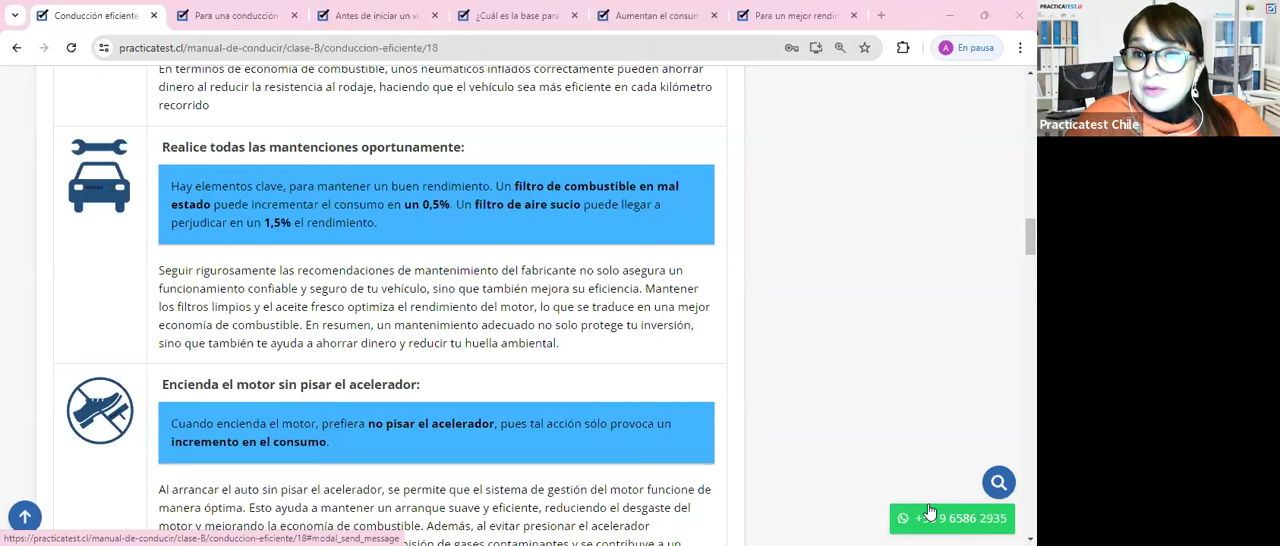 Conducción eficiente
Para una conducción
Antes de iniciar un vi
¿Cuál es la base para
Aumentan el consum
Para un mejor rendin
practicatest.cl/manual-de-conducir/clase-B/conduccion-eficiente/18
A En pausa
En términos de economía de combustible, unos neumáticos inflados correctamente pueden ahorrar
dinero al reducir la resistencia al rodaje, haciendo que el vehículo sea más eficiente en cada kilómetro
recorrido
Realice todas las mantenciones oportunamente:
Hay elementos clave, para mantener un buen rendimiento. Un filtro de combustible en mal
estado puede incrementar el consumo en un 0,5%. Un filtro de aire sucio puede llegar a
perjudicar en un 1,5% el rendimiento.
Seguir rigurosamente las recomendaciones de mantenimiento del fabricante no solo asegura un
funcionamiento confiable y seguro de tu vehículo, sino que también mejora su eficiencia. Mantener
los filtros limpios y el aceite fresco optimiza el rendimiento del motor, lo que se traduce en una mejor
economía de combustible. En resumen, un mantenimiento adecuado no solo protege tu inversión,
sino que también te ayuda a ahorrar dinero y reducir tu huella ambiental.
Encienda el motor sin pisar el acelerador:
Cuando encienda el motor, prefiera no pisar el acelerador, pues tal acción sólo provoca un
incremento en el consumo.
Al arrancar el auto sin pisar el acelerador, se permite que el sistema de gestión del motor funcione de
manera óptima. Esto ayuda a mantener un arranque suave y eficiente, reduciendo el desgaste del
motor y mejorando la economía de combustible. Además, al evitar presionar el acelerador
misión de gases contaminantes y se contribuye a un
9 6586 2935
https://practicatest.cl/manual-de-conducir/clase-B/conduccion-eficiente/18#modal_send_message
PRACTICATEST.cl
Practicatest Chile